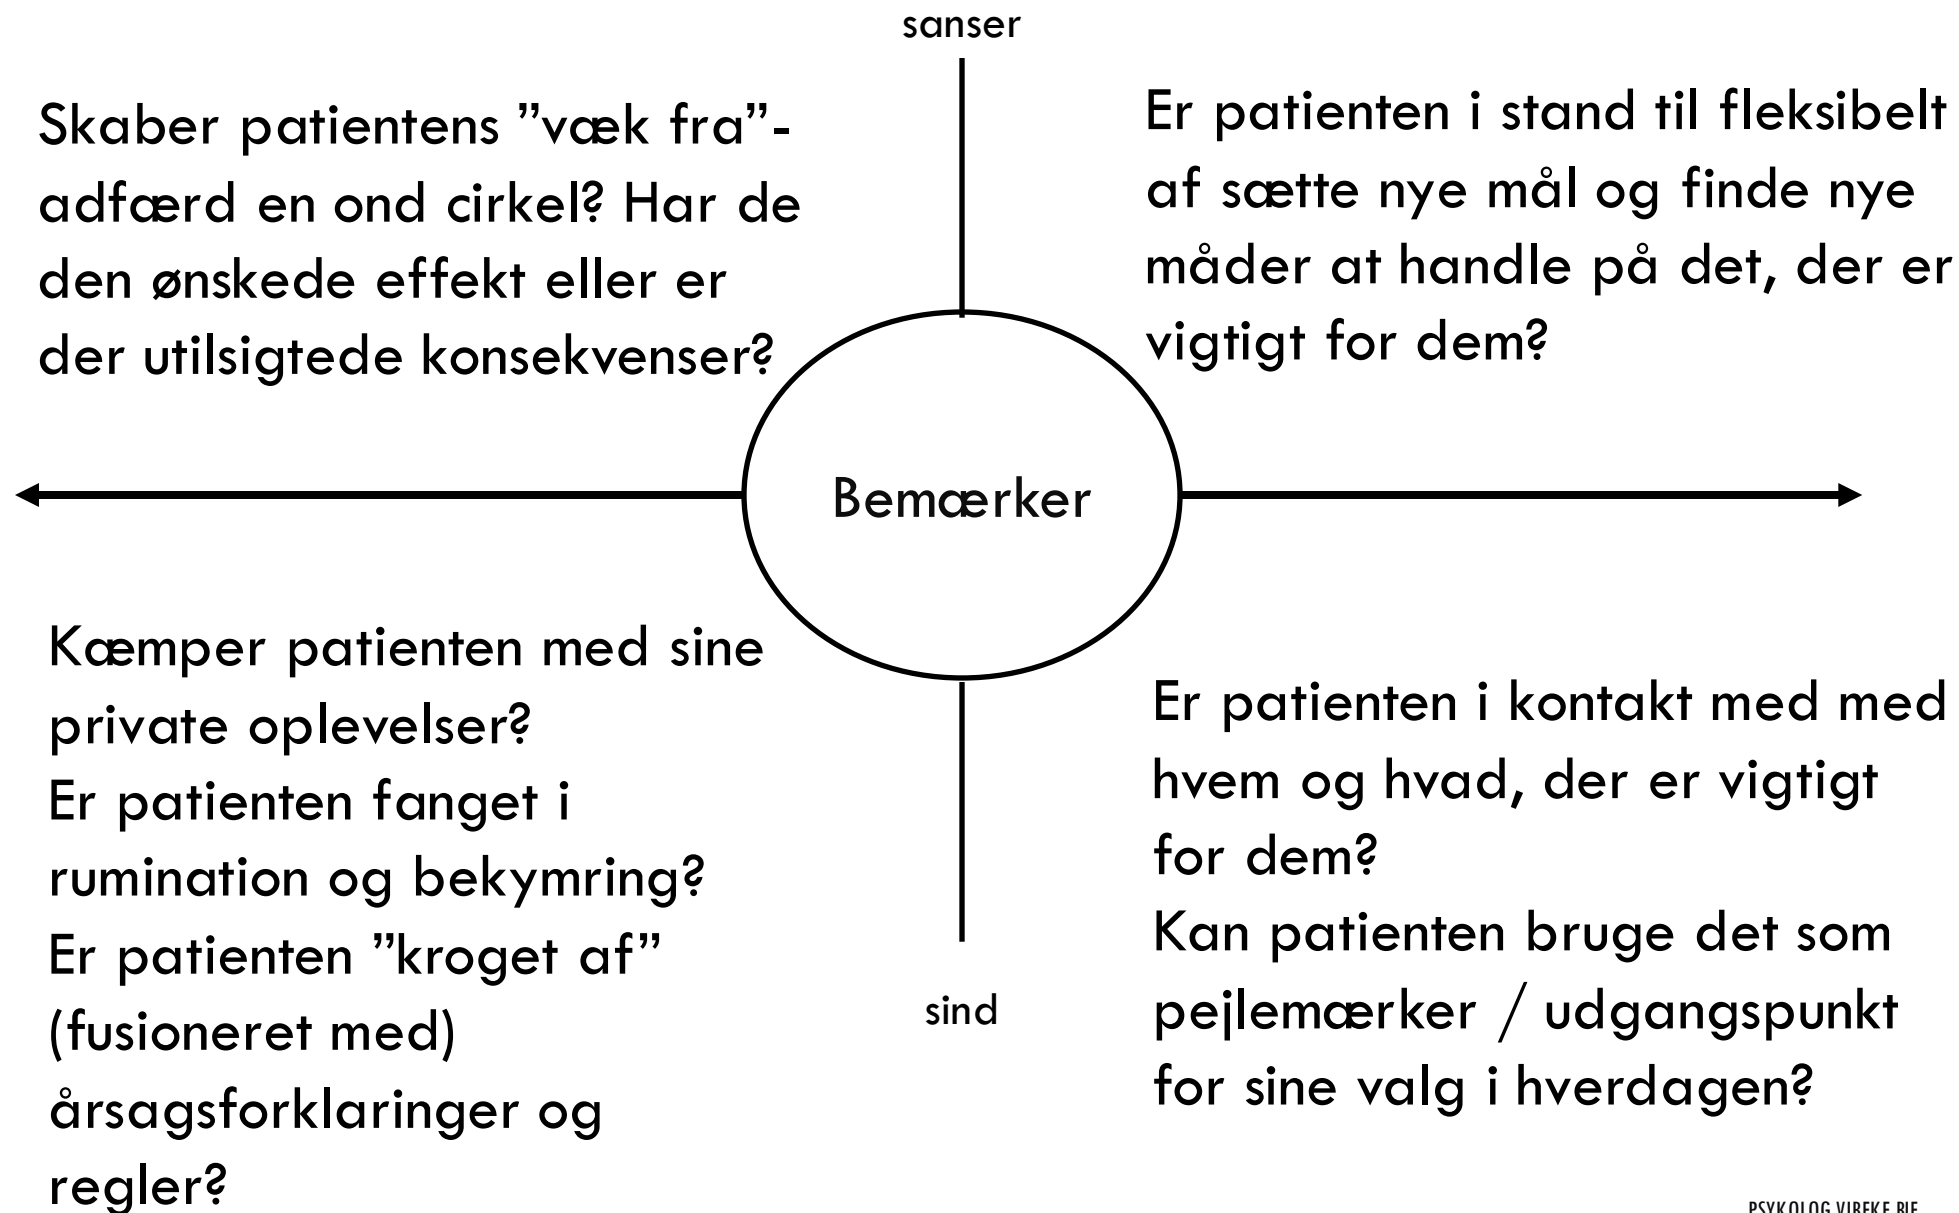 sanser
Skaber patientens ”væk fra”-
adfærd en ond cirkel? Har de
den ønskede effekt eller er
der utilsigtede konsekvenser?
Er patienten i stand til fleksibelt
af sætte nye mål og finde nye
måder at handle på det, der er
vigtigt for dem?
Bemærker
Kæmper patienten med sine
private oplevelser?
Er patienten fanget i
rumination og bekymring?
Er patienten ”kroget af”
(fusioneret med)
årsagsforklaringer og
regler?
sind
Er patienten i kontakt med med
hvem og hvad, der er vigtigt
for dem?
Kan patienten bruge det som
pejlemærker / udgangspunkt
for sine valg i hverdagen?
PSYKOLOG VIBEKE BIE